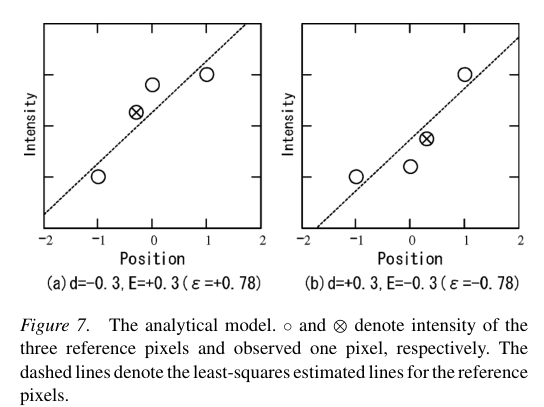 Intensity
−2 −1 0 1 2
Position
(a)d=−0.3, E=+0.3(ε=+0.78)
Intensity
−2 −1 0 1 2
Position
(b)d=+0.3, E=−0.3(ε=−0.78)
Figure 7. The analytical model. ○ and ⊗ denote intensity of the
three reference pixels and observed one pixel, respectively. The
dashed lines denote the least-squares estimated lines for the reference
pixels.